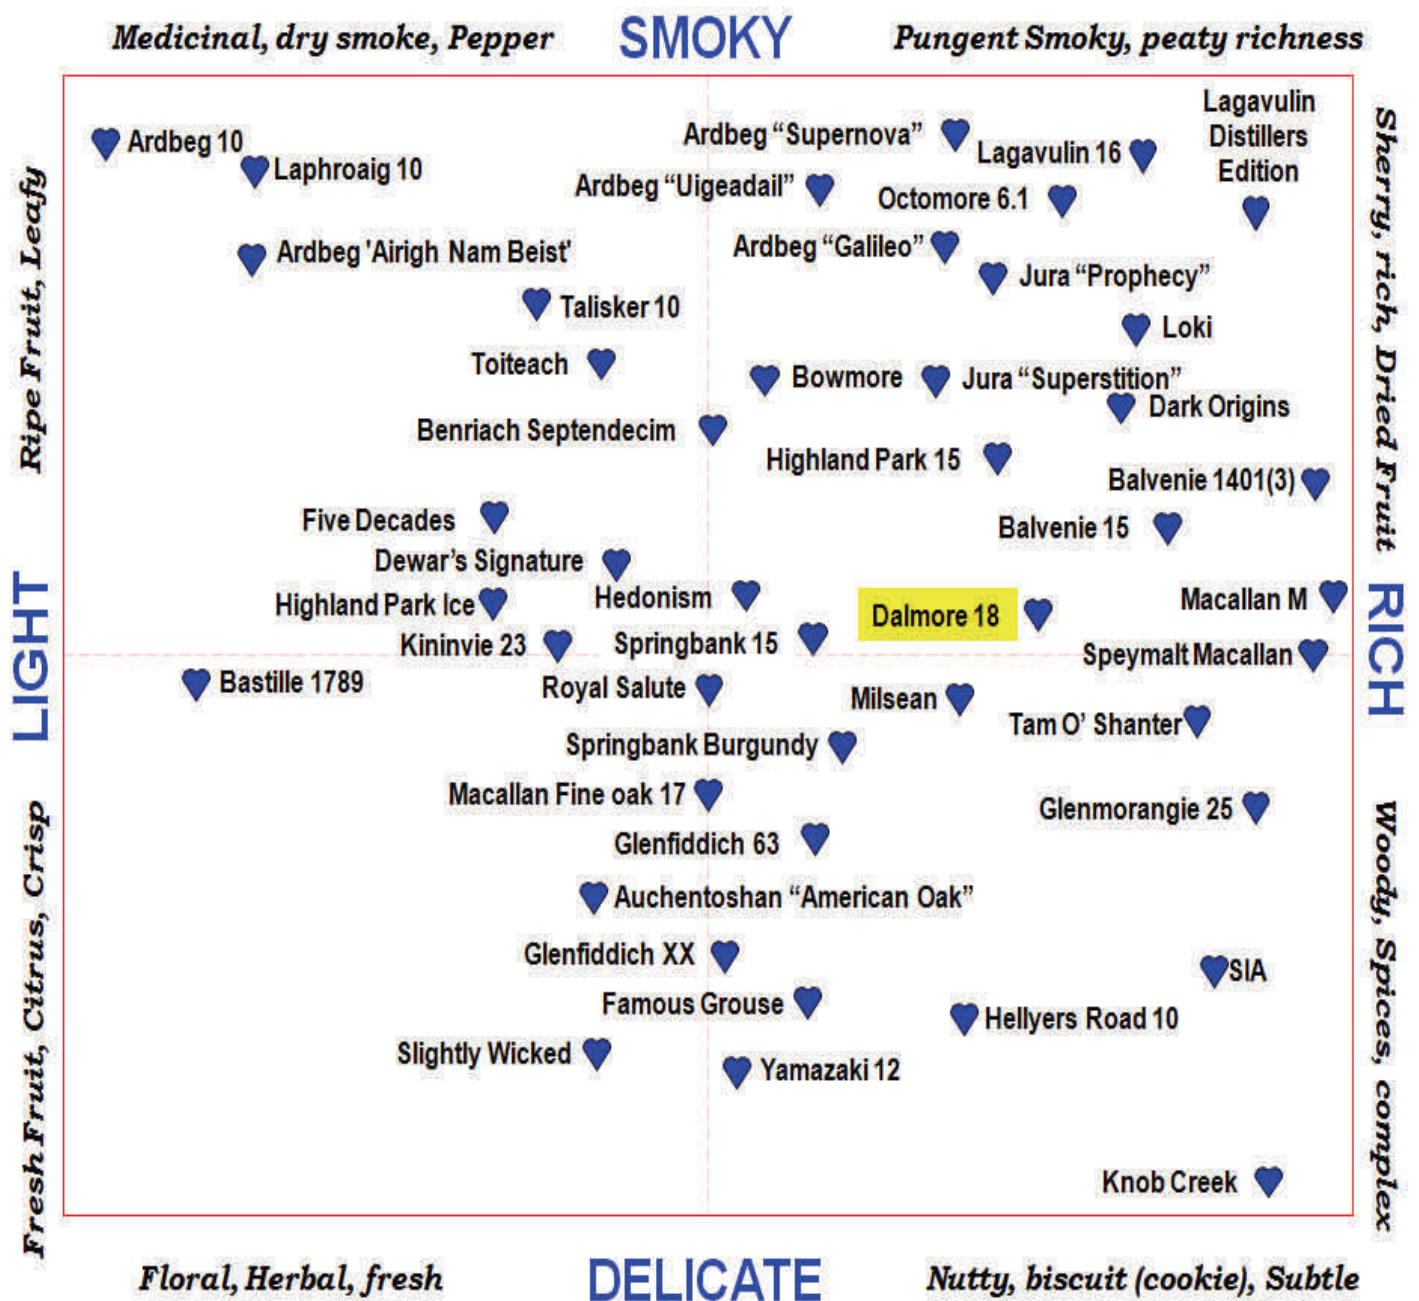 Medicinal, dry smoke, Pepper
SMOKY
Pungent Smoky, peaty richness
Ripe Fruit, Leafy
LIGHT
Fresh Fruit, Citrus, Crisp
Sherry, rich, Dried Fruit
RICH
Woody, Spices, complex
Lagavulin
Distillers
Edition
Ardbeg 10
Ardbeg “Supernova”
Lagavulin 16
Laphroaig 10
Ardbeg “Uigeadail”
Octomore 6.1
Ardbeg 'Airigh Nam Beist'
Ardbeg “Galileo”
Jura “Prophecy”
Talisker 10
Loki
Toiteach
Bowmore
Jura “Superstition”
Dark Origins
Benriach Septendecim
Highland Park 15
Balvenie 1401(3)
Five Decades
Balvenie 15
Dewar’s Signature
Highland Park Ice
Hedonism
Dalmore 18
Macallan M
Kininvie 23
Springbank 15
Speymalt Macallan
Bastille 1789
Royal Salute
Milsean
Tam O’ Shanter
Springbank Burgundy
Macallan Fine oak 17
Glenmorangie 25
Glenfiddich 63
Auchentoshan “American Oak”
Glenfiddich XX
SIA
Famous Grouse
Hellyers Road 10
Slightly Wicked
Yamazaki 12
Knob Creek
Floral, Herbal, fresh
DELICATE
Nutty, biscuit (cookie), Subtle